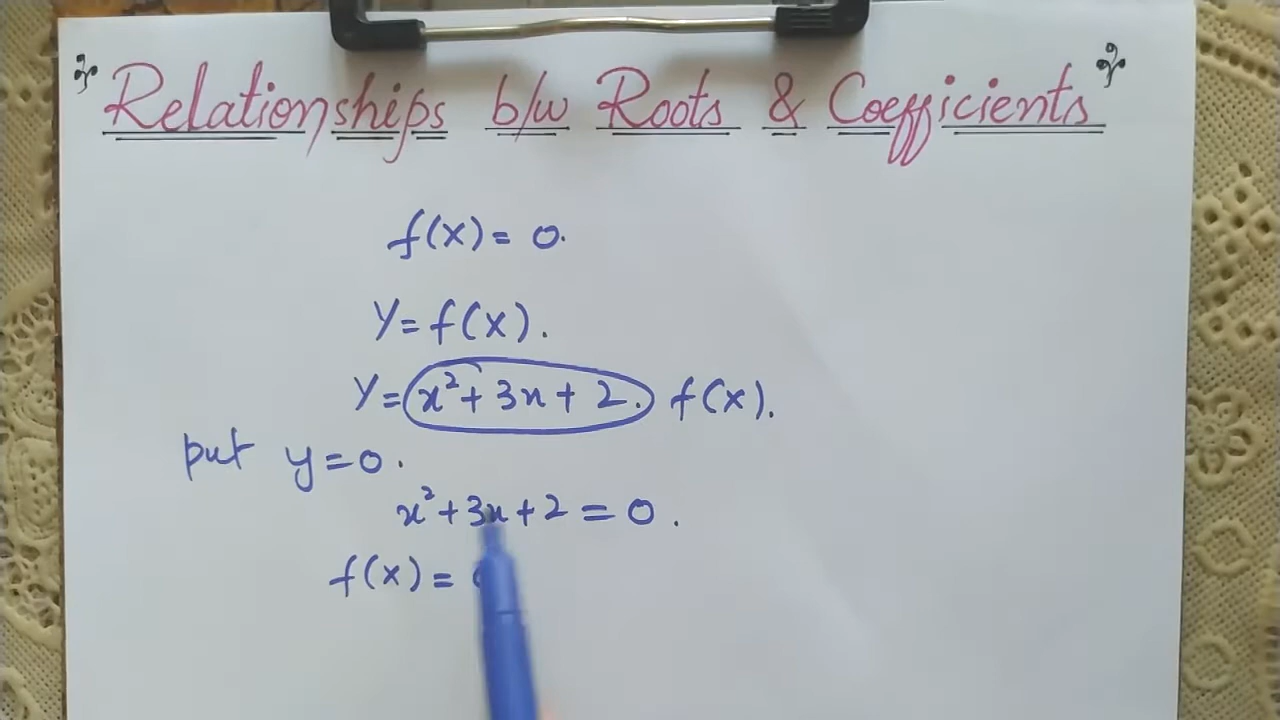 Relationships b/w Roots & Coefficients
f(x) = 0.
Y = f(x).
Y = x² + 3x + 2. f(x).
put y = 0.
x² + 3x + 2 = 0.
f(x) =